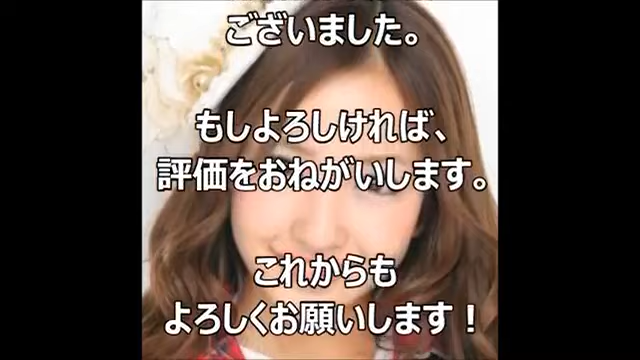 ございました。
もしよろしければ、
評価をおねがいします。
これからも
よろしくお願いします！